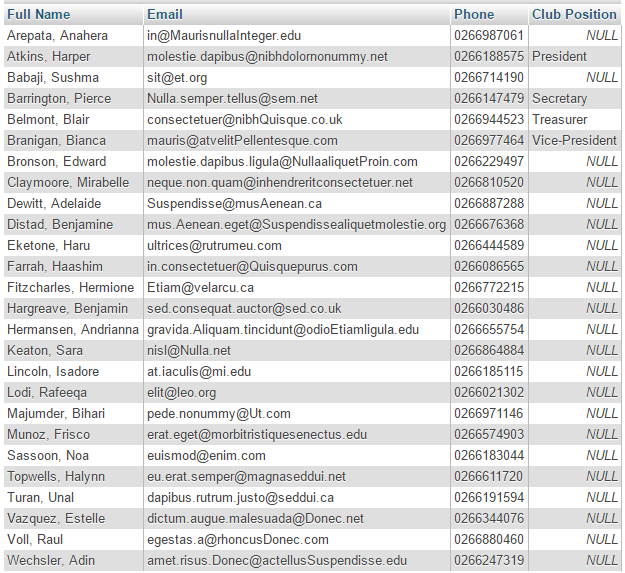 Full Name Email Phone Club Position
Arepata, Anahera in@MaurisnullaInteger.edu 0266987061 NULL
Atkins, Harper molestie.dapibus@nibhdolornonummy.net 0266188575 President
Babaji, Sushma sit@et.org 0266714190 NULL
Barrington, Pierce Nulla.semper.tellus@sem.net 0266147479 Secretary
Belmont, Blair consectetuer@nibhQuisque.co.uk 0266944523 Treasurer
Branigan, Bianca mauris@atvelitPellentesque.com 0266977464 Vice-President
Bronson, Edward molestie.dapibus.ligula@NullaaliquetProin.com 0266229497 NULL
Claymoore, Mirabelle neque.non.quam@inhendreritconsectetuer.net 0266810520 NULL
Dewitt, Adelaide Suspendisse@musAenean.ca 0266887288 NULL
Distad, Benjamine mus.Aenean.eget@Suspendissealiquetmolestie.org 0266676368 NULL
Eketone, Haru ultrices@rutrumeu.com 0266444589 NULL
Farrah, Haashim in.consectetuer@Quisquepurus.com 0266086565 NULL
Fitzcharles, Hermione Etiam@velarcu.ca 0266772215 NULL
Hargreave, Benjamin sed.consequat.auctor@sed.co.uk 0266030486 NULL
Hermansen, Andrianna gravida.Aliquam.tincidunt@odioEtiamligula.edu 0266655754 NULL
Keaton, Sara nisl@Nulla.net 0266864884 NULL
Lincoln, Isadore at.iaculis@mi.edu 0266185115 NULL
Lodi, Rafeeqa elit@leo.org 0266021302 NULL
Majumder, Bihari pede.nonummy@Ut.com 0266971146 NULL
Munoz, Frisco erat.eget@morbitristiquesenectus.edu 0266574903 NULL
Sassoon, Noa euismod@enim.com 0266183044 NULL
Topwells, Halynn eu.erat.semper@magnaseddui.net 0266611720 NULL
Turan, Unal dapibus.rutrum.justo@seddui.ca 0266191594 NULL
Vazquez, Estelle dictum.augue.malesuada@Donec.net 0266344076 NULL
Voll, Raul egestas.a@rhoncusDonec.com 0266880460 NULL
Wechsler, Adin amet.risus.Donec@actellusSuspendisse.edu 0266247319 NULL